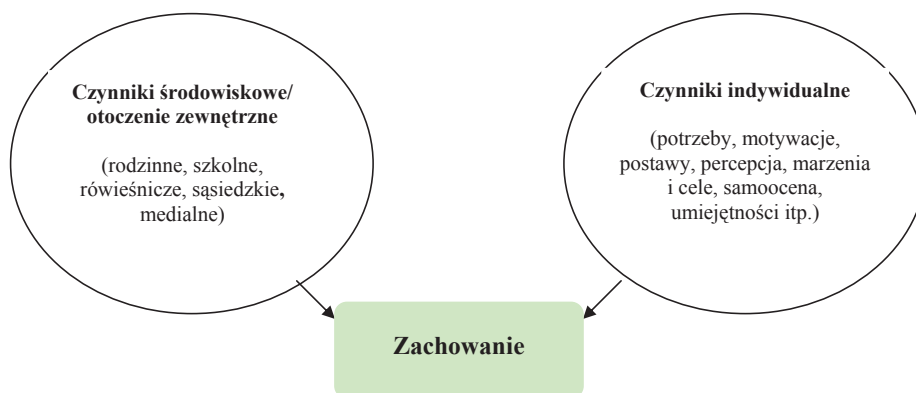 Czynniki środowiskowe/
otoczenie zewnętrzne
(rodzinne, szkolne,
rówieśnicze, sąsiedzkie,
medialne)
Czynniki indywidualne
(potrzeby, motywacje,
postawy, percepcja, marzenia
i cele, samoocena,
umiejętności itp.)
Zachowanie